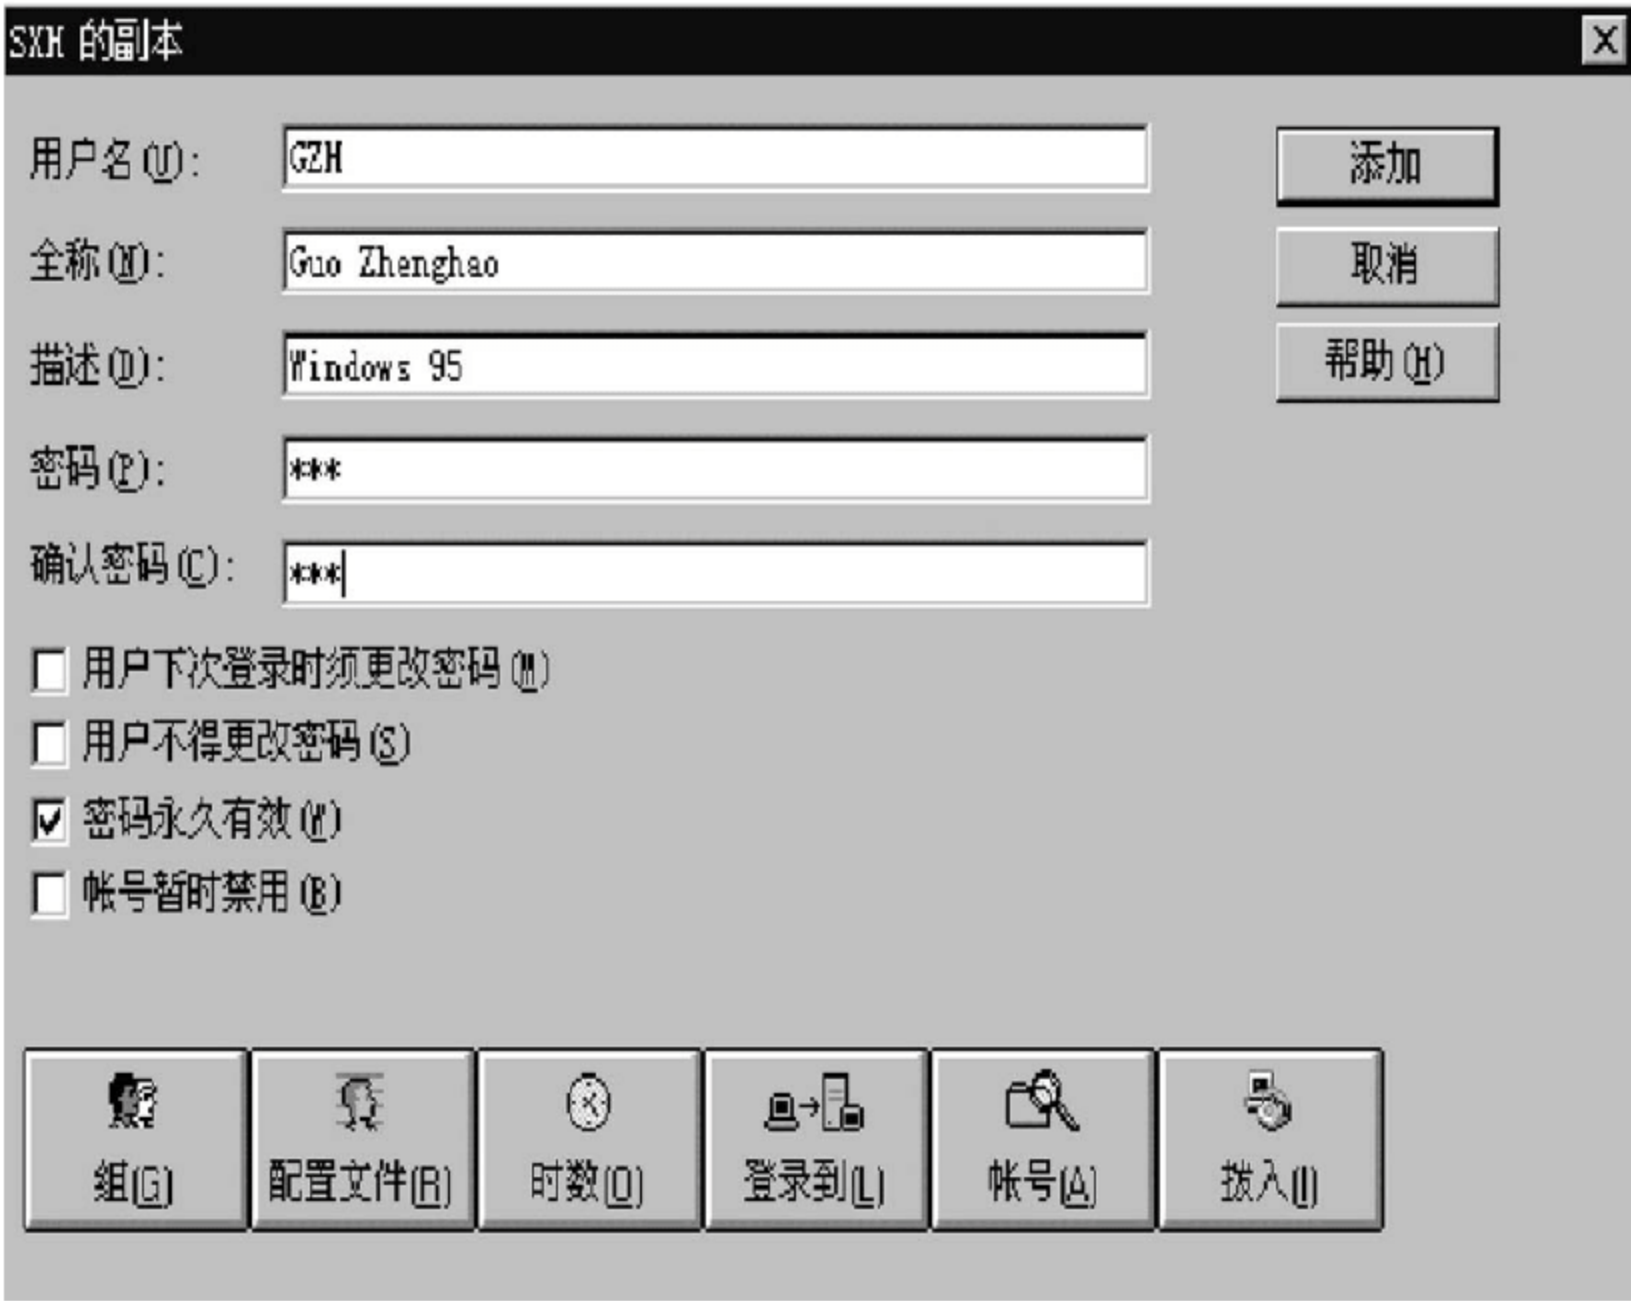 SXH 的副本
用户名(U):
GZH
添加
全称(N):
Guo Zhenghao
取消
描述(D):
Windows 95
帮助(H)
密码(P):
***
确认密码(C):
***
用户下次登录时须更改密码(M)
用户不得更改密码(S)
密码永久有效(W)
帐号暂时禁用(B)
组(G)
配置文件(R)
时数(O)
登录到(L)
帐号(A)
拨入(I)